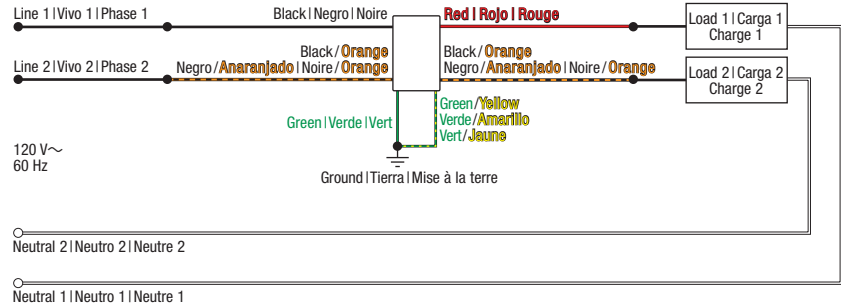 Line 1 | Vivo 1 | Phase 1
Black | Negro | Noire
Red | Rojo | Rouge
Load 1 | Carga 1
Charge 1
Line 2 | Vivo 2 | Phase 2
Black/Orange
Negro/Anaranjado | Noire/Orange
Black/Orange
Negro/Anaranjado | Noire/Orange
Load 2 | Carga 2
Charge 2
Green | Verde | Vert
Green/Yellow
Verde/Amarillo
Vert/Jaune
120 V~
60 Hz
Ground | Tierra | Mise à la terre
Neutral 2 | Neutro 2 | Neutre 2
Neutral 1 | Neutro 1 | Neutre 1